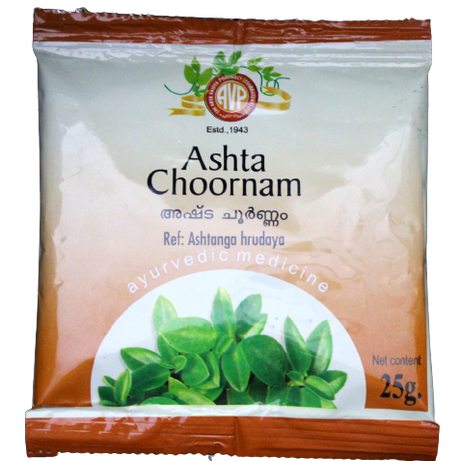 AVP
Estd.,1943
Ashta
Choornam
അഷ്ട ചൂർണ്ണം
Ref: Ashtanga hrudaya
ayurvedic medicine
Net content
25g.